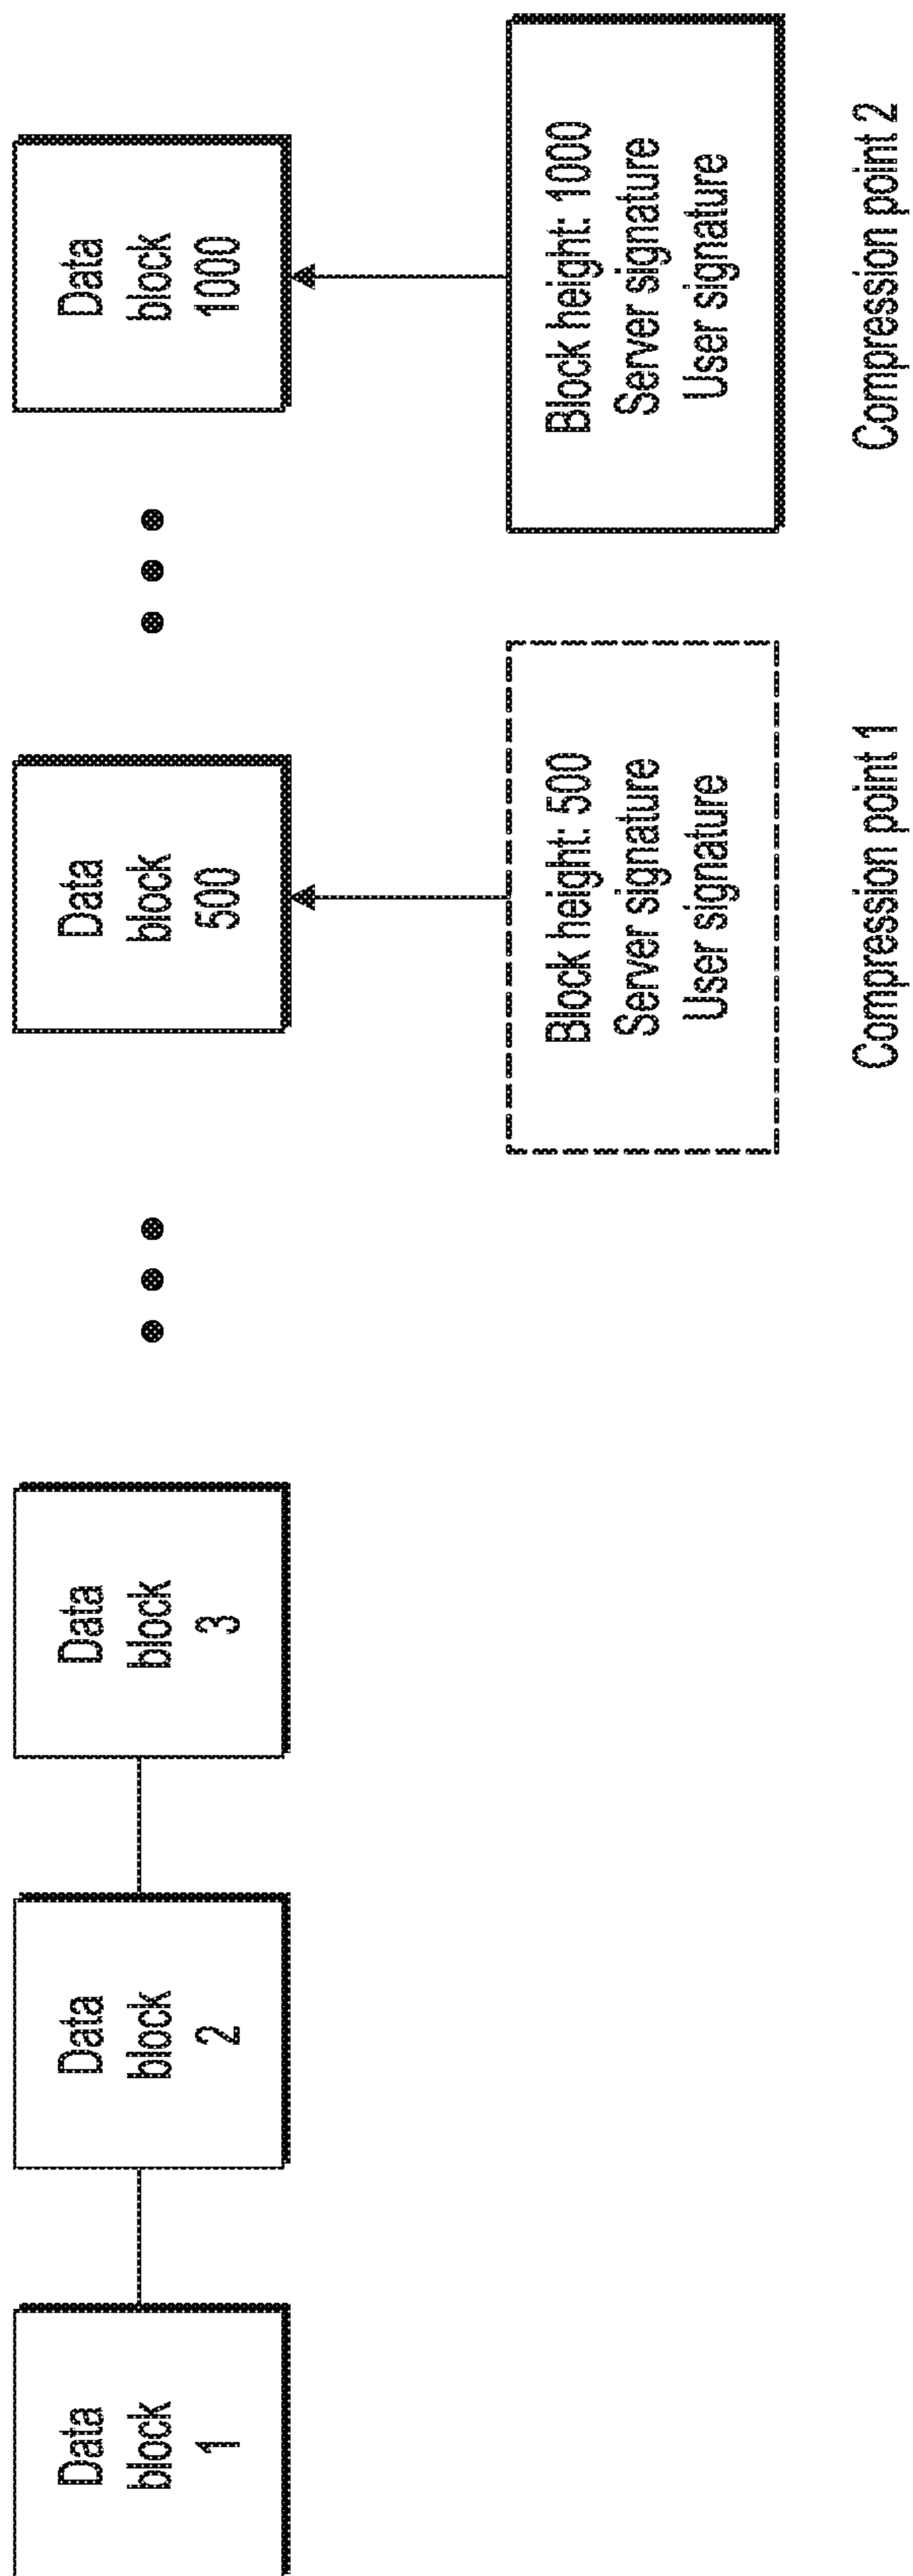 Data
block
1
Data
block
2
Data
block
3
Data
block
500
Data
block
1000
Block height: 500
Server signature
User signature
Block height: 1000
Server signature
User signature
Compression point 1
Compression point 2